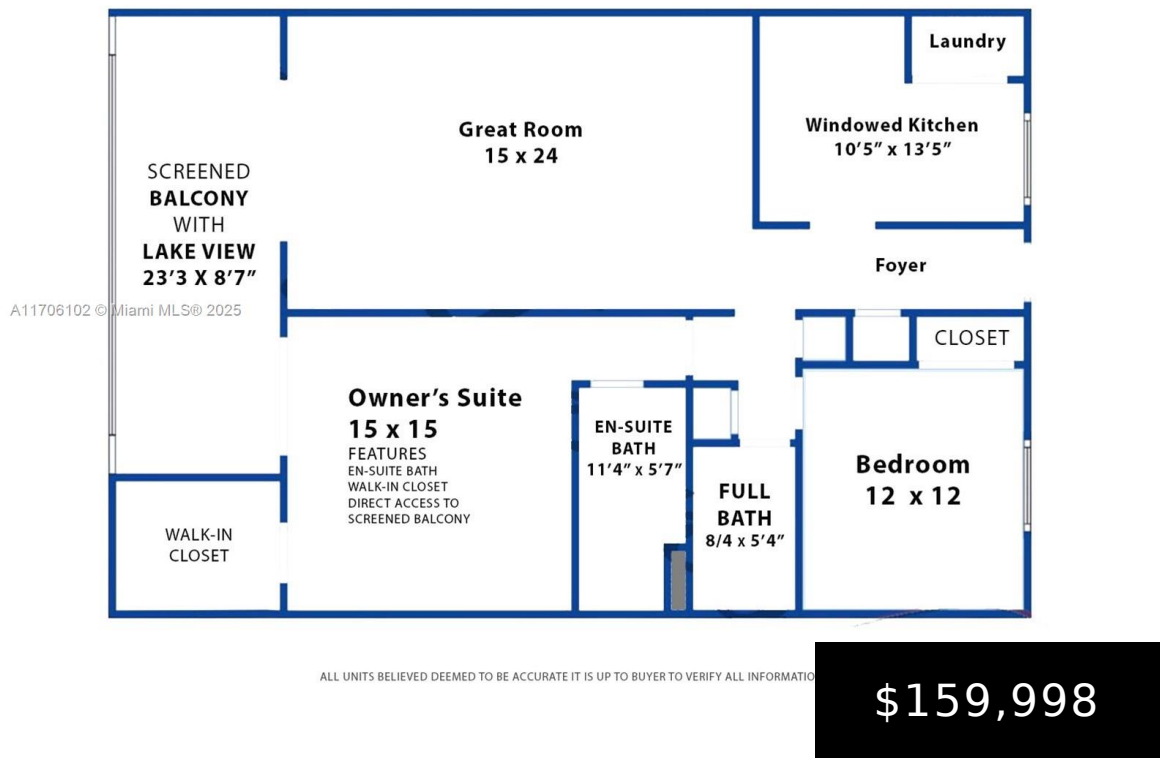 Laundry
Great Room
15 x 24
Windowed Kitchen
10'5" x 13'5"
SCREENED
BALCONY
WITH
LAKE VIEW
23'3 X 8'7"
Foyer
A11706102 © Miami MLS® 2025
CLOSET
Owner's Suite
15 x 15
FEATURES
EN-SUITE BATH
WALK-IN CLOSET
DIRECT ACCESS TO
SCREENED BALCONY
EN-SUITE
BATH
11'4" x 5'7"
FULL
BATH
8/4 x 5'4"
Bedroom
12 x 12
WALK-IN
CLOSET
ALL UNITS BELIEVED DEEMED TO BE ACCURATE IT IS UP TO BUYER TO VERIFY ALL INFORMATIO
$159,998